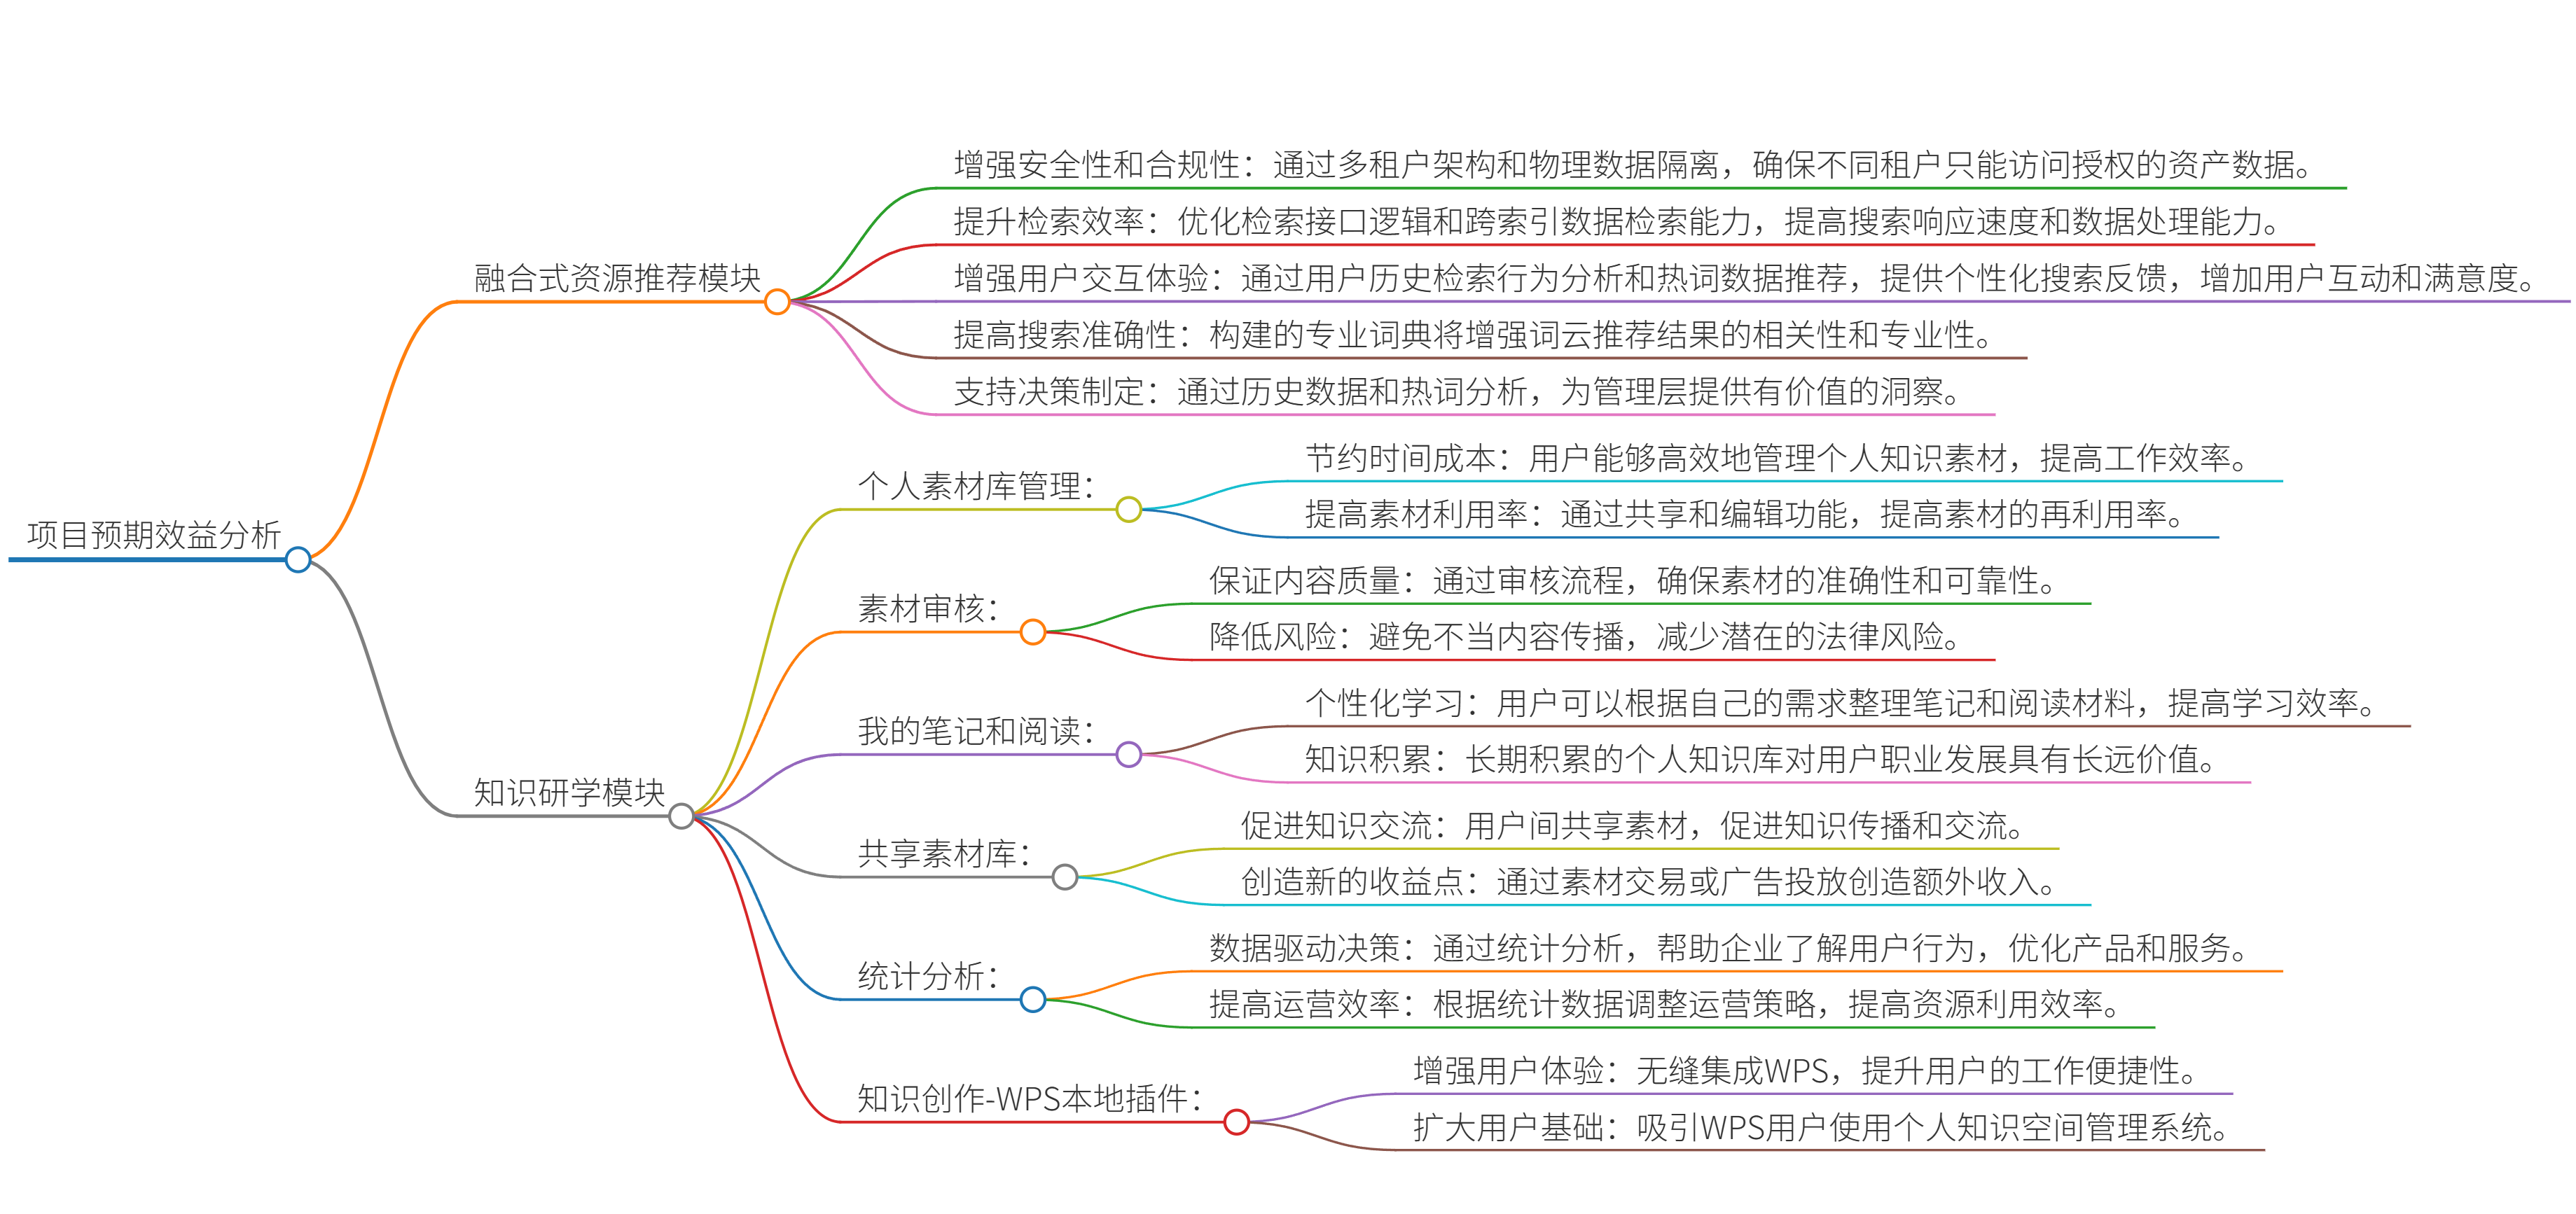 增强安全性和合规性：通过多租户架构和物理数据隔离，确保不同租户只能访问授权的资产数据。
提升检索效率：优化检索接口逻辑和跨索引数据检索能力，提高搜索响应速度和数据处理能力。
融合式资源推荐模块
增强用户交互体验：通过用户历史检索行为分析和热词数据推荐，提供个性化搜索反馈，增加用户互动和满意度。
提高搜索准确性：构建的专业词典将增强词云推荐结果的相关性和专业性。
支持决策制定：通过历史数据和热词分析，为管理层提供有价值的洞察。
个人素材库管理：
节约时间成本：用户能够高效地管理个人知识素材，提高工作效率。
提高素材利用率：通过共享和编辑功能，提高素材的再利用率。
项目预期效益分析
素材审核：
保证内容质量：通过审核流程，确保素材的准确性和可靠性。
降低风险：避免不当内容传播，减少潜在的法律风险。
我的笔记和阅读：
个性化学习：用户可以根据自己的需求整理笔记和阅读材料，提高学习效率。
知识积累：长期积累的个人知识库对用户职业发展具有长远价值。
知识研学模块
共享素材库：
促进知识交流：用户间共享素材，促进知识传播和交流。
创造新的收益点：通过素材交易或广告投放创造额外收入。
统计分析：
数据驱动决策：通过统计分析，帮助企业了解用户行为，优化产品和服务。
提高运营效率：根据统计数据调整运营策略，提高资源利用效率。
知识创作-WPS本地插件：
增强用户体验：无缝集成WPS，提升用户的工作便捷性。
扩大用户基础：吸引WPS用户使用个人知识空间管理系统。